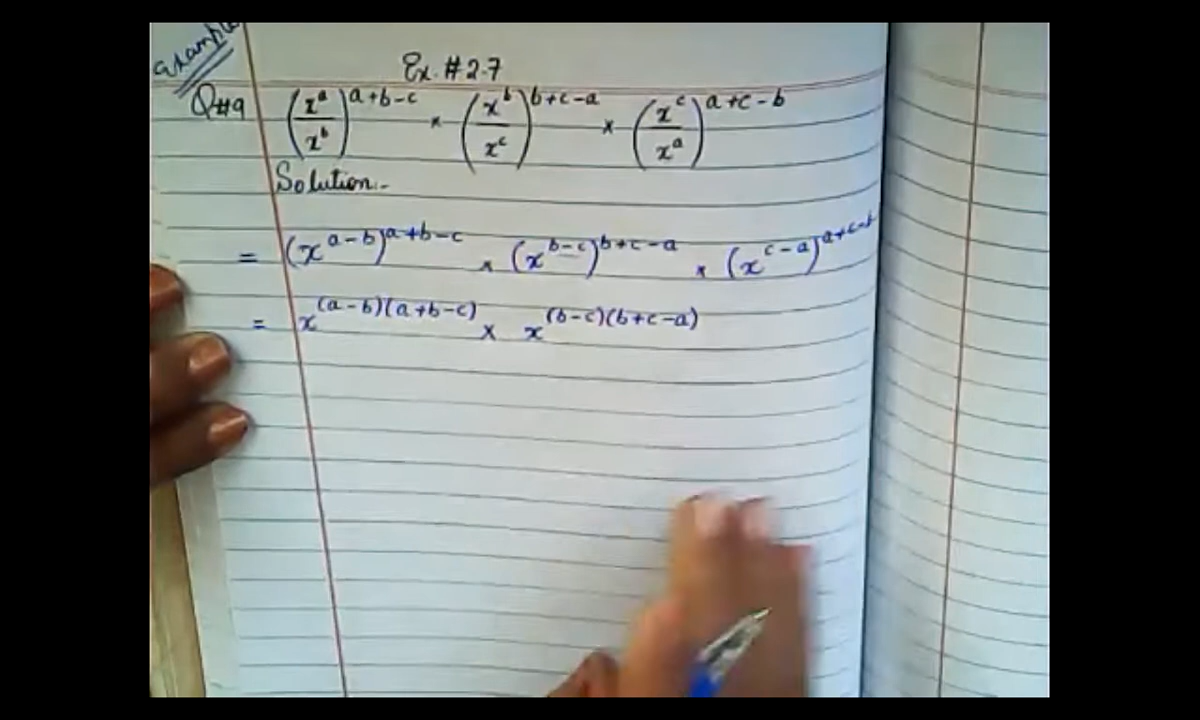 Example
Ex. #2.7
Q#9 (x^a/x^b)^(a+b-c) × (x^b/x^c)^(b+c-a) × (x^c/x^a)^(a+c-b)
Solution:-
= (x^(a-b))^(a+b-c) × (x^(b-c))^(b+c-a) × (x^(c-a))^(a+c-b)
= x^((a-b)(a+b-c)) × x^((b-c)(b+c-a))